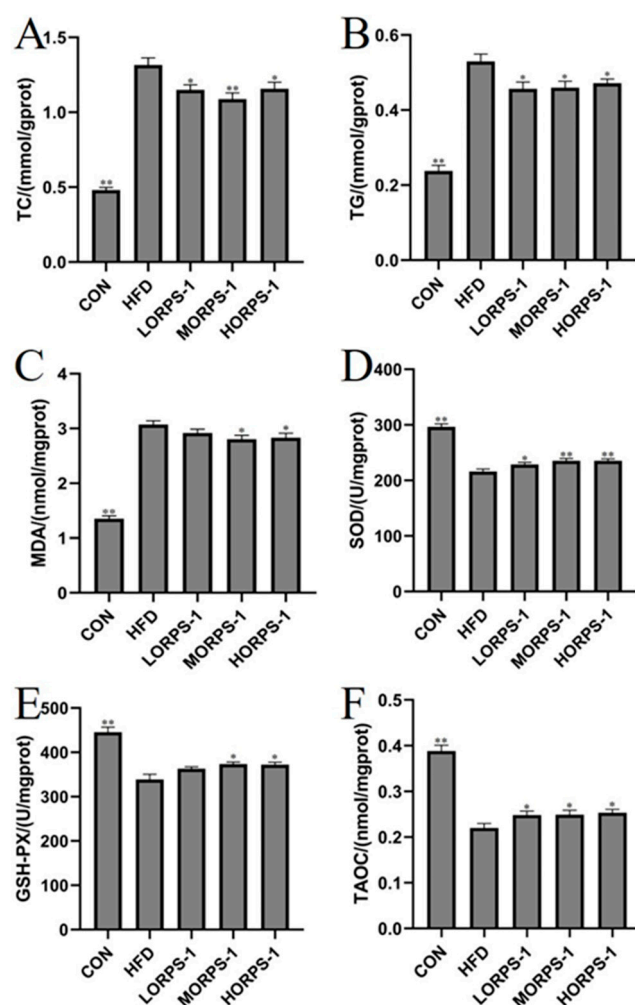 A
TC/(mmol/gprot)
1.5
1.0
0.5
0.0
** * ** *
CON HFD LORPS-1 MORPS-1 HORPS-1
B
TG/(mmol/gprot)
0.6
0.4
0.2
0.0
** * * *
CON HFD LORPS-1 MORPS-1 HORPS-1
C
MDA/(nmol/mgprot)
4
3
2
1
0
** * *
CON HFD LORPS-1 MORPS-1 HORPS-1
D
SOD/(U/mgprot)
400
300
200
100
0
** * ** **
CON HFD LORPS-1 MORPS-1 HORPS-1
E
GSH-PX/(U/mgprot)
500
400
300
200
100
0
** * *
CON HFD LORPS-1 MORPS-1 HORPS-1
F
TAOC/(nmol/mgprot)
0.5
0.4
0.3
0.2
0.1
0.0
** * * *
CON HFD LORPS-1 MORPS-1 HORPS-1